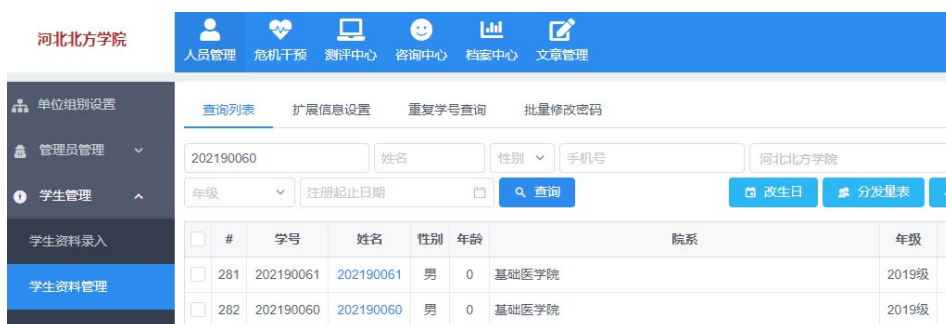 河北北方学院
人员管理 危机干预 测评中心 咨询中心 档案中心 文章管理
单位组别设置
管理员管理
学生管理
学生资料录入
学生资料管理
查询列表 扩展信息设置 重复学号查询 批量修改密码
202190060 姓名 性别 手机号 河北北方学院
年级 注册起止日期 查询 改生日 分发量表
# 学号 姓名 性别 年龄 院系 年级
281 202190061 202190061 男 0 基础医学院 2019级
282 202190060 202190060 男 0 基础医学院 2019级